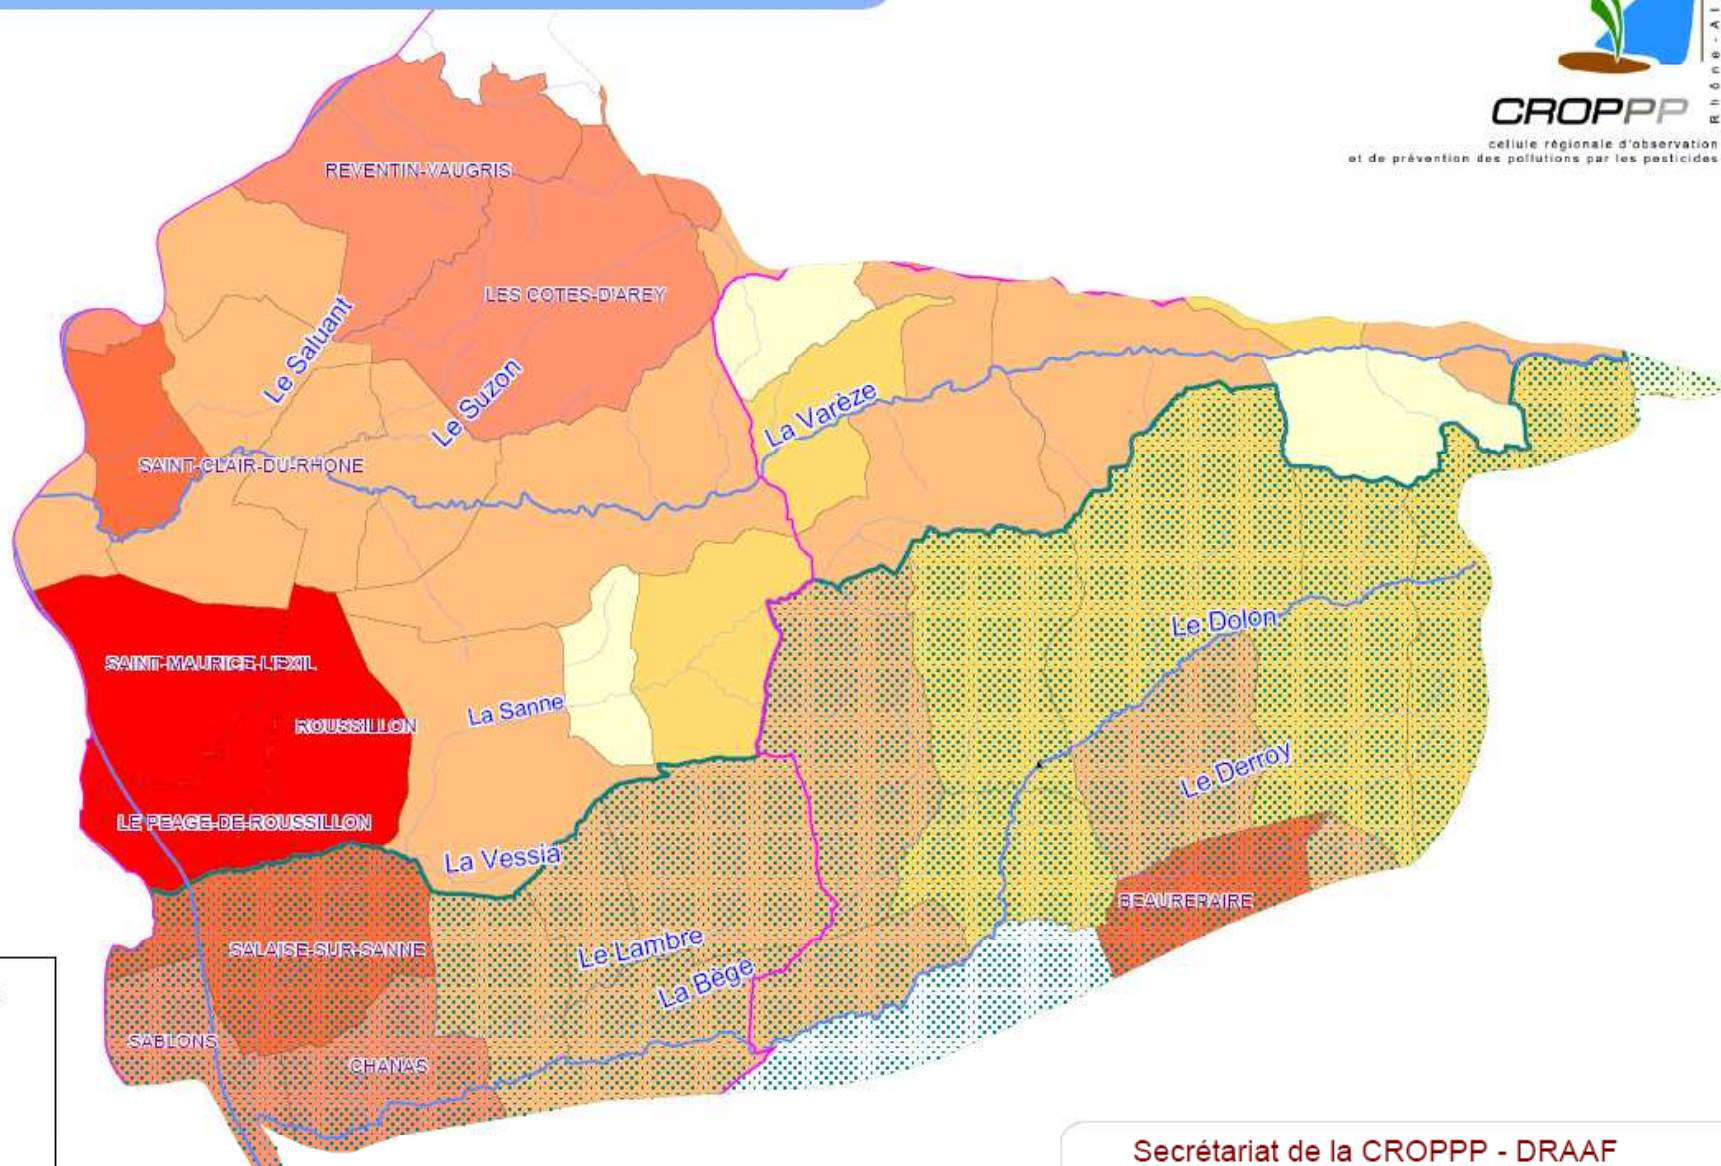 Rhône-Al
CROPPP
cellule régionale d'observation
et de prévention des pollutions par les pesticides
REVENTIN-VAUGRIS
LES COTES-D'AREY
Le Saluant
Le Suzon
La Varèze
SAINT-CLAIR-DU-RHONE
Le Dolon
SAINT-MAURICE-L'EXIL
La Sanne
ROUSSILLON
Le Derroy
LE PEAGE-DE-ROUSSILLON
La Vessia
BEAUREPAIRE
SALAISE-SUR-SANNE
Le Lambre
La Bège
SABLONS
CHANAS
Secrétariat de la CROPPP - DRAAF